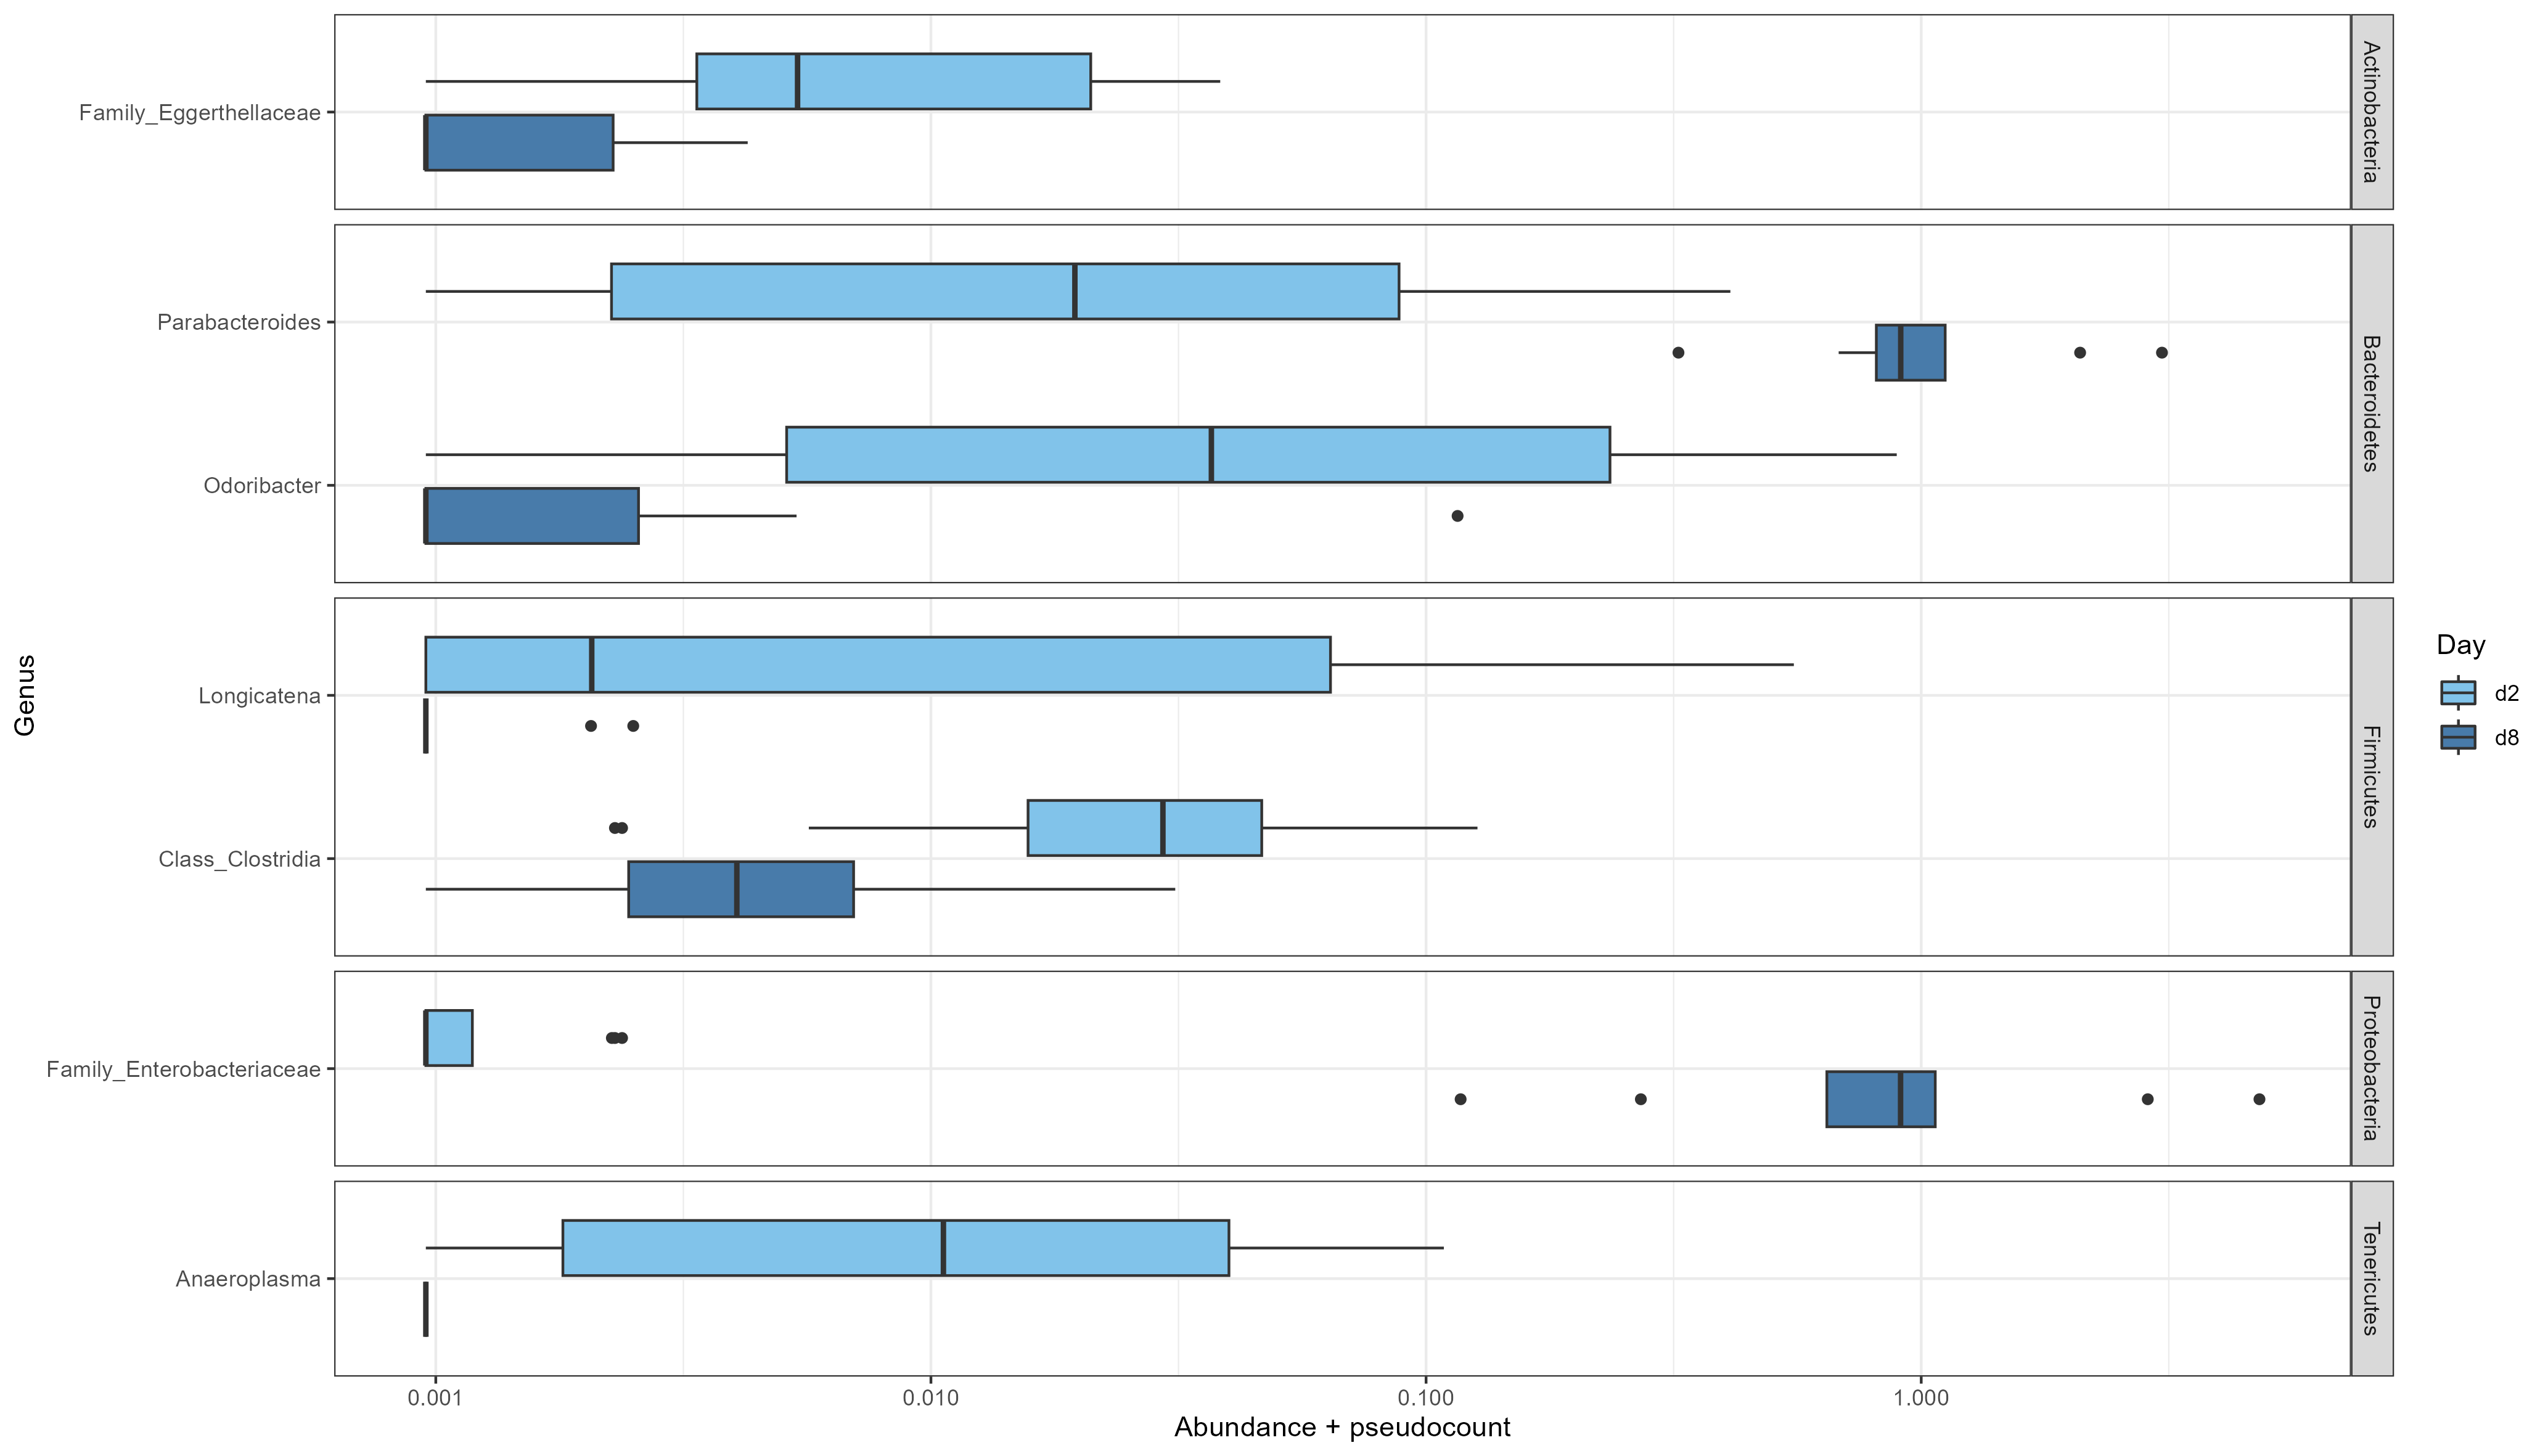 Genus
Family_Eggerthellaceae
Actinobacteria
Parabacteroides
Odoribacter
Bacteroidetes
Longicatena
Class_Clostridia
Firmicutes
Family_Enterobacteriaceae
Proteobacteria
Anaeroplasma
Tenericutes
0.001 0.010 0.100 1.000
Abundance + pseudocount
Day
d2
d8